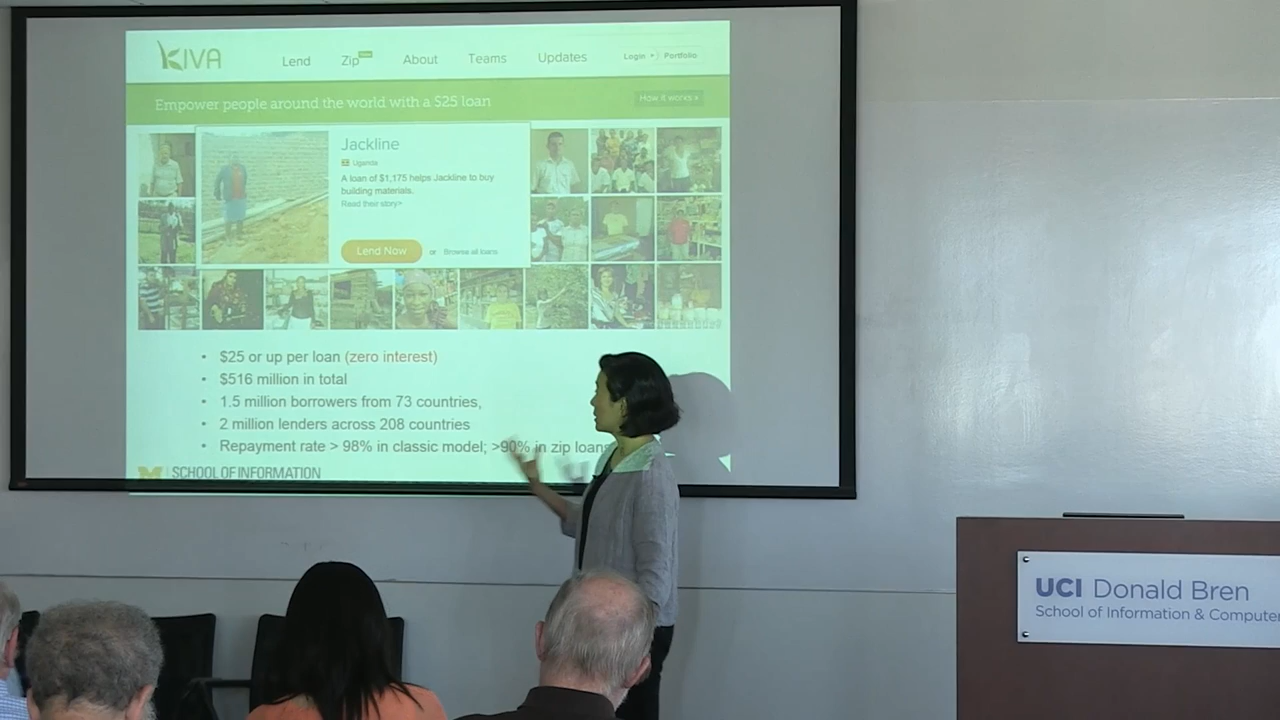 KIVA Lend Zip New About Teams Updates Login Portfolio
Empower people around the world with a $25 loan How it works »
Jackline
Uganda
A loan of $1,175 helps Jackline to buy
building materials.
Read their story>
Lend Now or Browse all loans
• $25 or up per loan (zero interest)
• $516 million in total
• 1.5 million borrowers from 73 countries,
• 2 million lenders across 208 countries
• Repayment rate > 98% in classic model; >90% in zip loans
M SCHOOL OF INFORMATION
UCI Donald Bren
School of Information & Computer